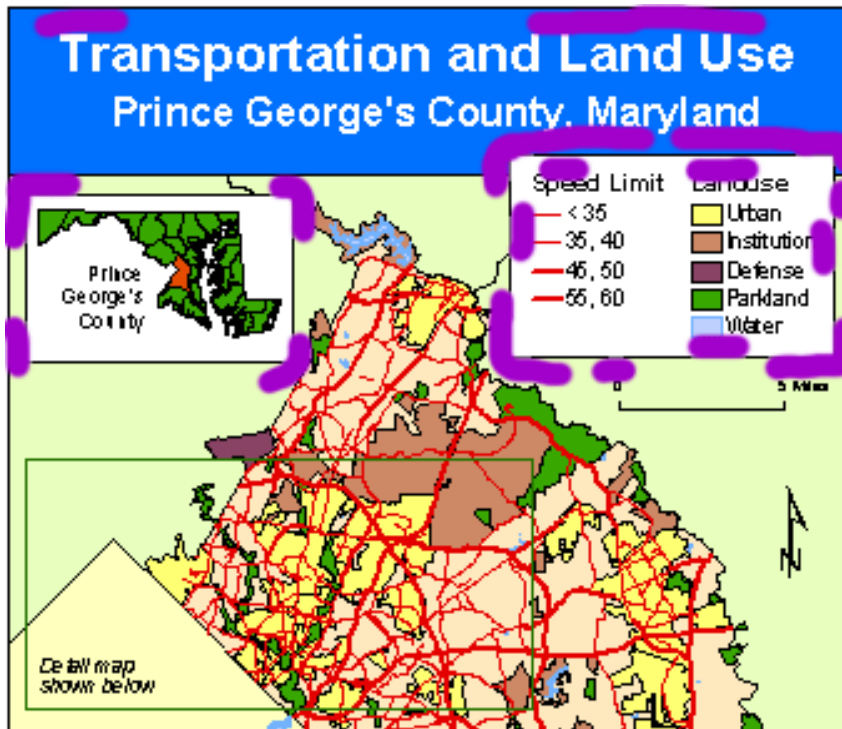 Transportation and Land Use
Prince George's County, Maryland
Speed Limit
< 35
35, 40
45, 50
55, 60
Landuse
Urban
Institution
Defense
Parkland
Water
Prince
George's
County
0 5 Miles
N
Detail map
shown below